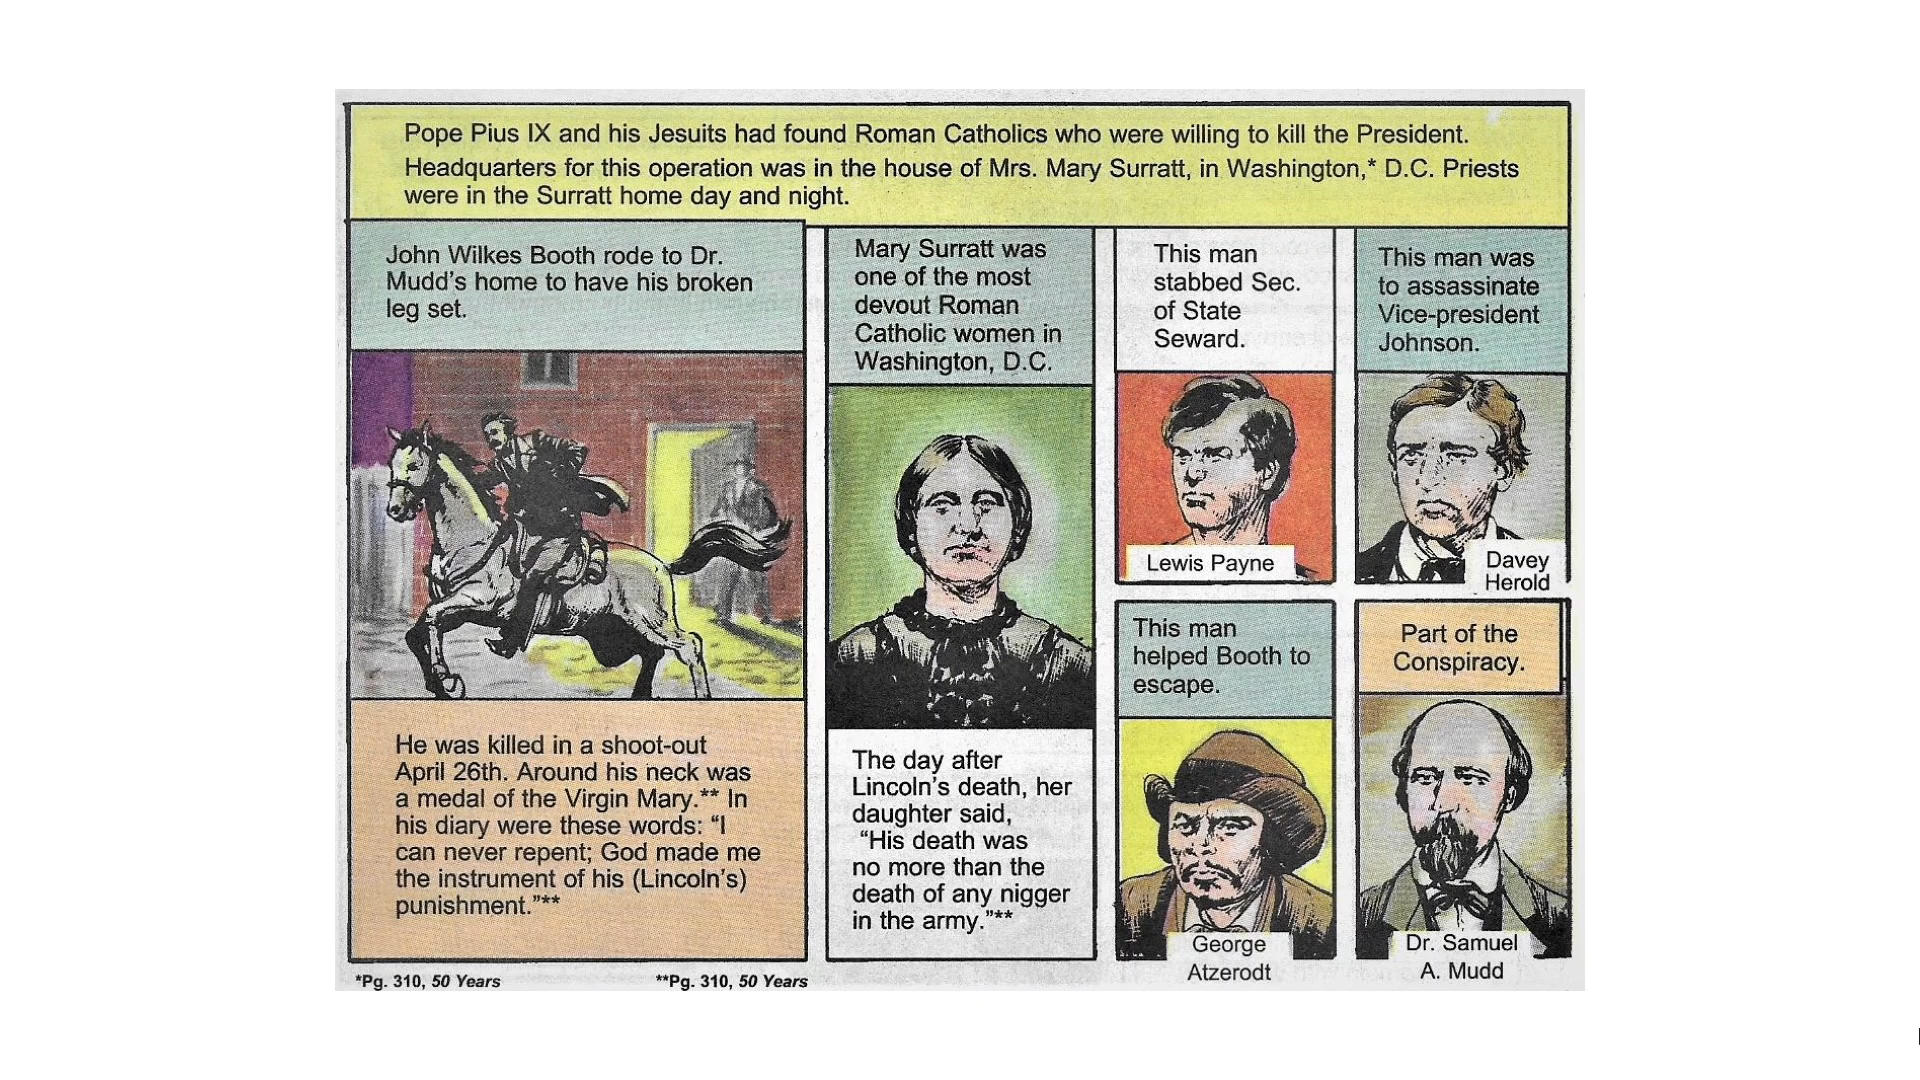 Pope Pius IX and his Jesuits had found Roman Catholics who were willing to kill the President.
Headquarters for this operation was in the house of Mrs. Mary Surratt, in Washington,* D.C. Priests
were in the Surratt home day and night.
John Wilkes Booth rode to Dr.
Mudd's home to have his broken
leg set.
He was killed in a shoot-out
April 26th. Around his neck was
a medal of the Virgin Mary.** In
his diary were these words: “I
can never repent; God made me
the instrument of his (Lincoln's)
punishment.”**
Mary Surratt was
one of the most
devout Roman
Catholic women in
Washington, D.C.
The day after
Lincoln's death, her
daughter said,
“His death was
no more than the
death of any nigger
in the army.”**
This man
stabbed Sec.
of State
Seward.
Lewis Payne
This man was
to assassinate
Vice-president
Johnson.
Davey
Herold
This man
helped Booth to
escape.
George
Atzerodt
Part of the
Conspiracy.
Dr. Samuel
A. Mudd
*Pg. 310, 50 Years
**Pg. 310, 50 Years